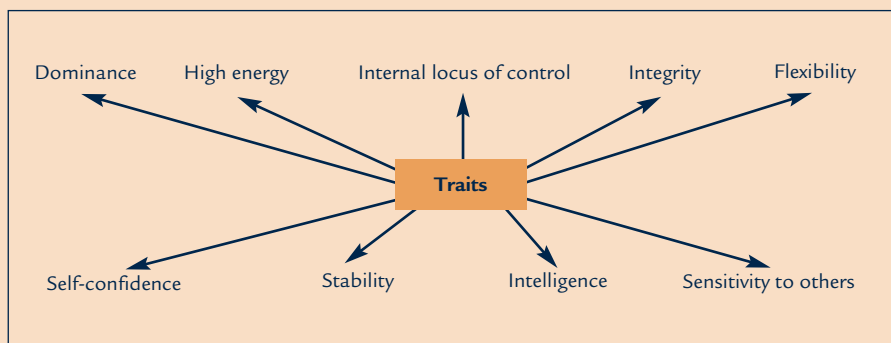 Dominance
High energy
Internal locus of control
Integrity
Flexibility
Traits
Self-confidence
Stability
Intelligence
Sensitivity to others